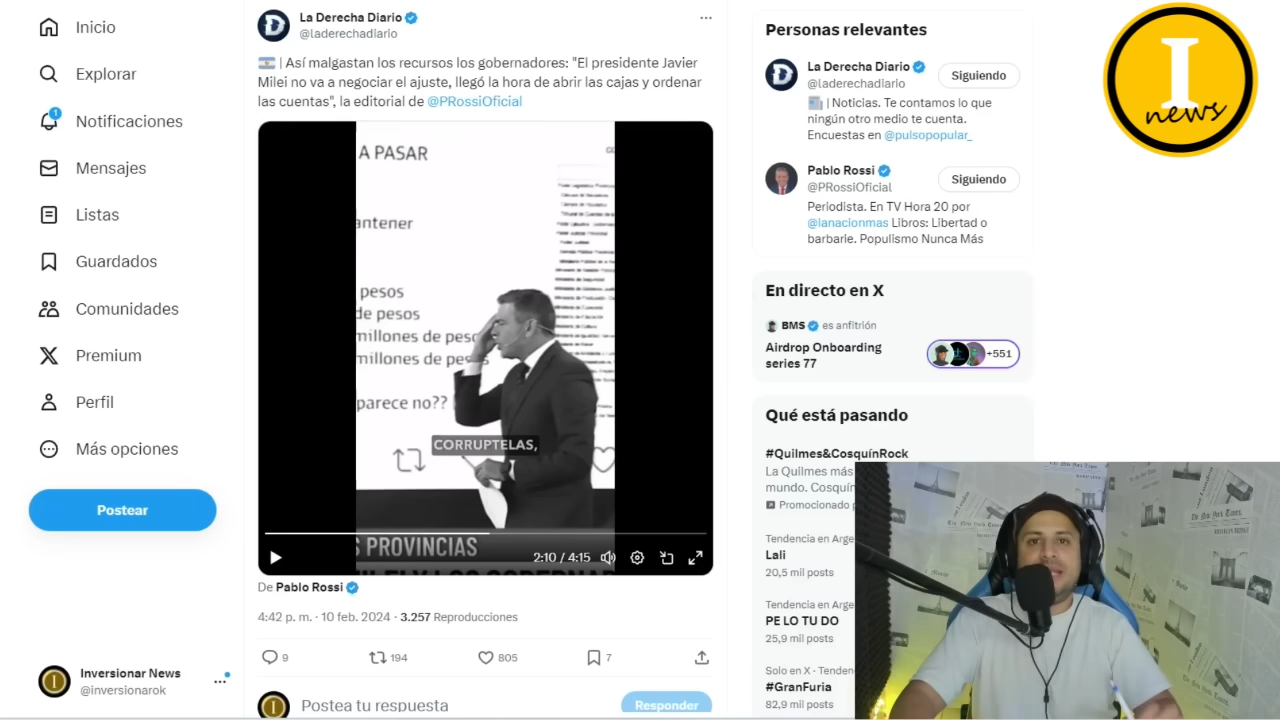 Inicio
Explorar
1
Notificaciones
Mensajes
Listas
Guardados
Comunidades
Premium
Perfil
Más opciones
Postear
Inversionar News
@inversionarok
La Derecha Diario
@laderechadiario
| Así malgastan los recursos los gobernadores: "El presidente Javier
Milei no va a negociar el ajuste, llegó la hora de abrir las cajas y ordenar
las cuentas", la editorial de @PRossiOficial
A PASAR
antener
pesos
de pesos
millones de peso
millones de pes
parece no??
CORRUPTELAS,
S PROVINCIAS
2:10 / 4:15
De Pablo Rossi
4:42 p. m. · 10 feb. 2024 · 3.257 Reproducciones
9
194
805
7
Postea tu respuesta
Responder
Personas relevantes
La Derecha Diario
@laderechadiario
Siguiendo
| Noticias. Te contamos lo que
ningún otro medio te cuenta.
Encuestas en @pulsopopular_
Pablo Rossi
@PRossiOficial
Siguiendo
Periodista. En TV Hora 20 por
@lanacionmas Libros: Libertad o
barbarie. Populismo Nunca Más
En directo en X
BMS es anfitrión
Airdrop Onboarding
series 77
+551
Qué está pasando
#Quilmes&CosquínRock
La Quilmes más
mundo. Cosquín
Promocionado p
Tendencia en Arge
Lali
20,5 mil posts
Tendencia en Arge
PE LO TU DO
25,9 mil posts
Solo en X · Tenden
#GranFuria
82,9 mil posts
I
news